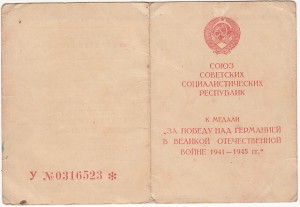 У №0316523 *
СОЮЗ
СОВЕТСКИХ
СОЦИАЛИСТИЧЕСКИХ
РЕСПУБЛИК
К МЕДАЛИ
„ЗА ПОБЕДУ НАД ГЕРМАНИЕЙ
В ВЕЛИКОЙ ОТЕЧЕСТВЕННОЙ
ВОЙНЕ 1941—1945 гг."